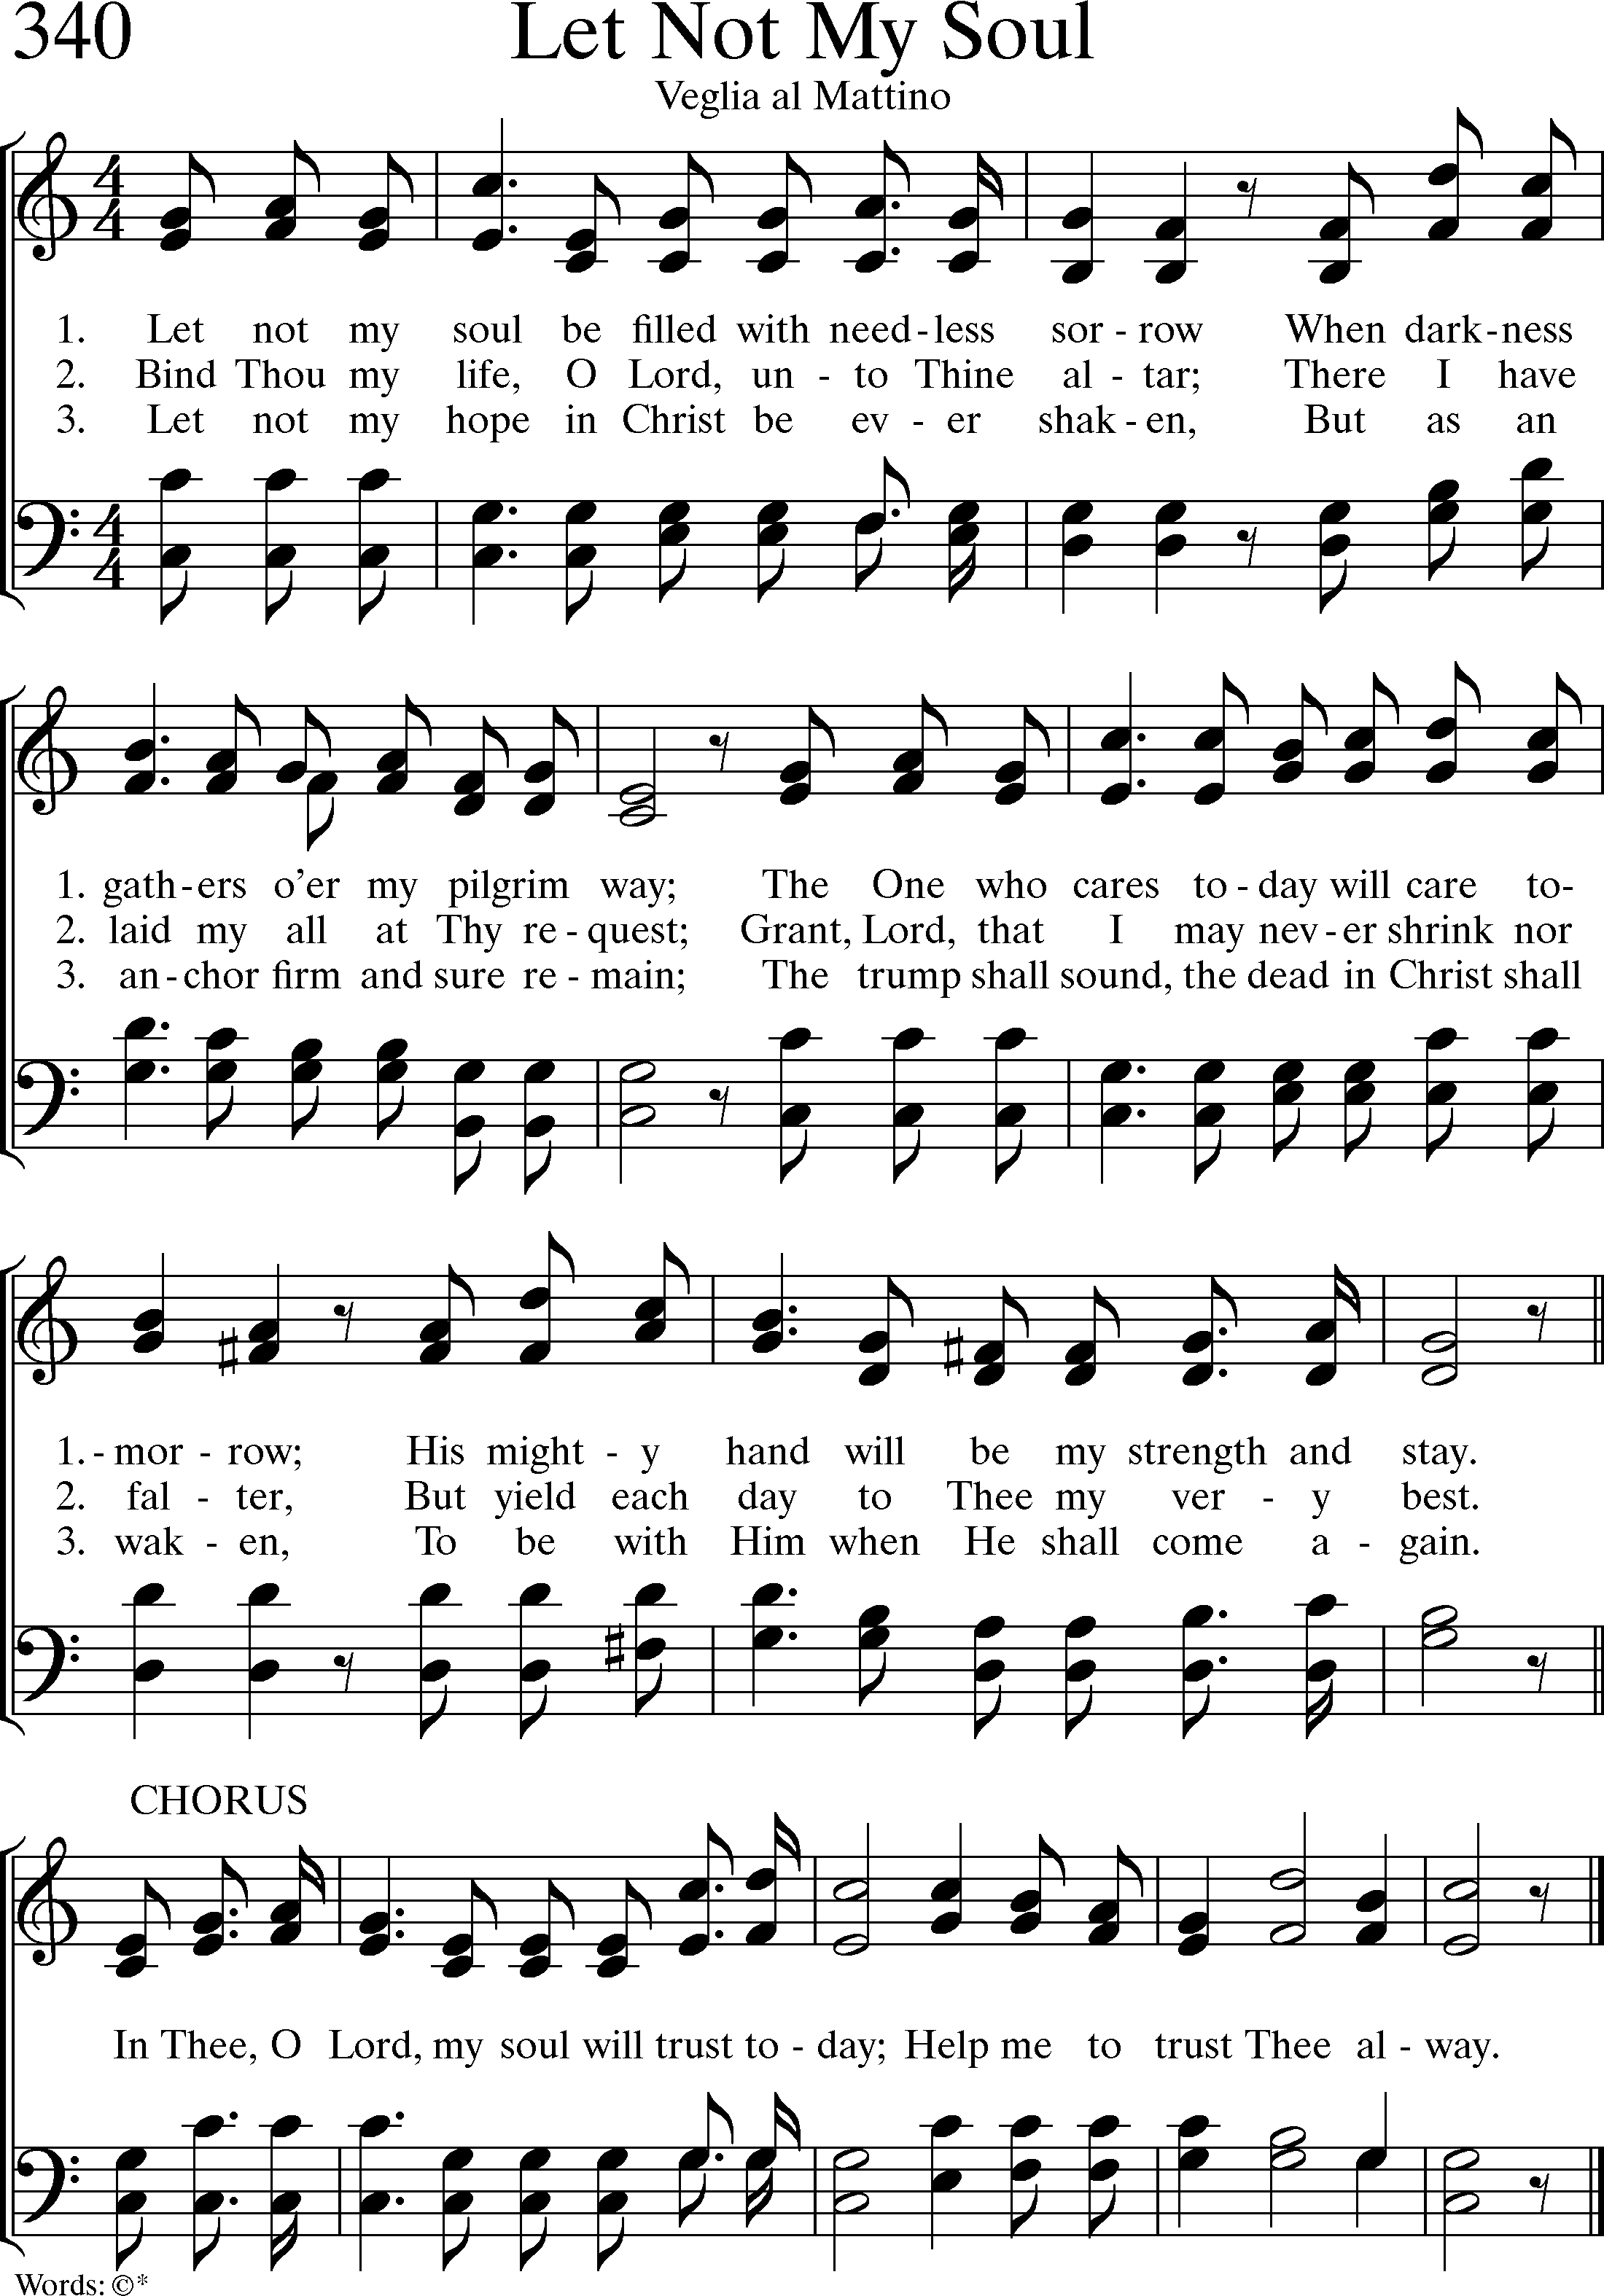 340 Let Not My Soul
Veglia al Mattino
1. Let not my soul be filled with need-less sor-row When dark-ness
2. Bind Thou my life, O Lord, un-to Thine al-tar; There I have
3. Let not my hope in Christ be ev-er shak-en, But as an
1. gath-ers o'er my pilgrim way; The One who cares to-day will care to-
2. laid my all at Thy re-quest; Grant, Lord, that I may nev-er shrink nor
3. an-chor firm and sure re-main; The trump shall sound, the dead in Christ shall
1. -mor-row; His might-y hand will be my strength and stay.
2. fal-ter, But yield each day to Thee my ver-y best.
3. wak-en, To be with Him when He shall come a-gain.
CHORUS
In Thee, O Lord, my soul will trust to-day; Help me to trust Thee al-way.
Words: ©*